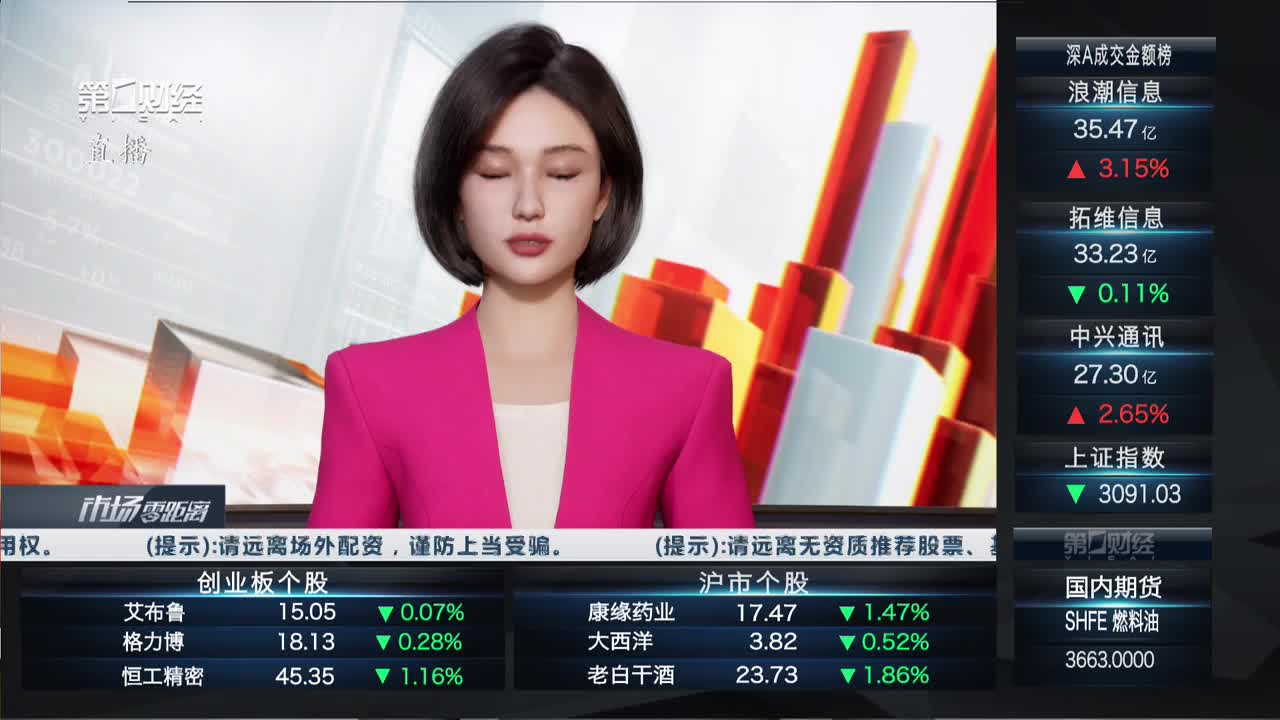 第一财经
YICAI
直播
市场零距离
用权。 (提示):请远离场外配资，谨防上当受骗。 (提示):请远离无资质推荐股票、
创业板个股
艾布鲁 15.05 ▼0.07%
格力博 18.13 ▼0.28%
恒工精密 45.35 ▼1.16%
沪市个股
康缘药业 17.47 ▼1.47%
大西洋 3.82 ▼0.52%
老白干酒 23.73 ▼1.86%
深A成交金额榜
浪潮信息
35.47亿
▲ 3.15%
拓维信息
33.23亿
▼ 0.11%
中兴通讯
27.30亿
▲ 2.65%
上证指数
▼ 3091.03
第一财经
YICAI
国内期货
SHFE 燃料油
3663.0000